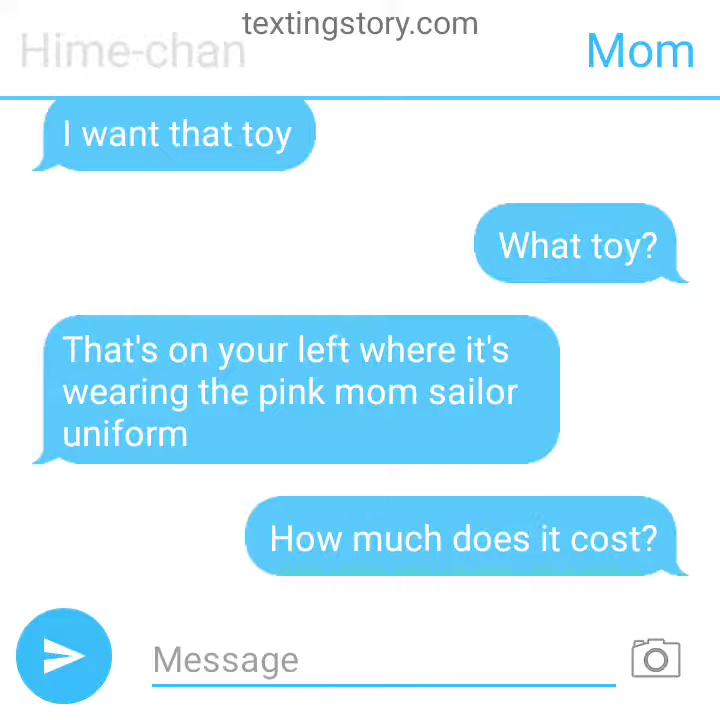 textingstory.com
Hime-chan
Mom
I want that toy
What toy?
That's on your left where it's
wearing the pink mom sailor
uniform
How much does it cost?
Message